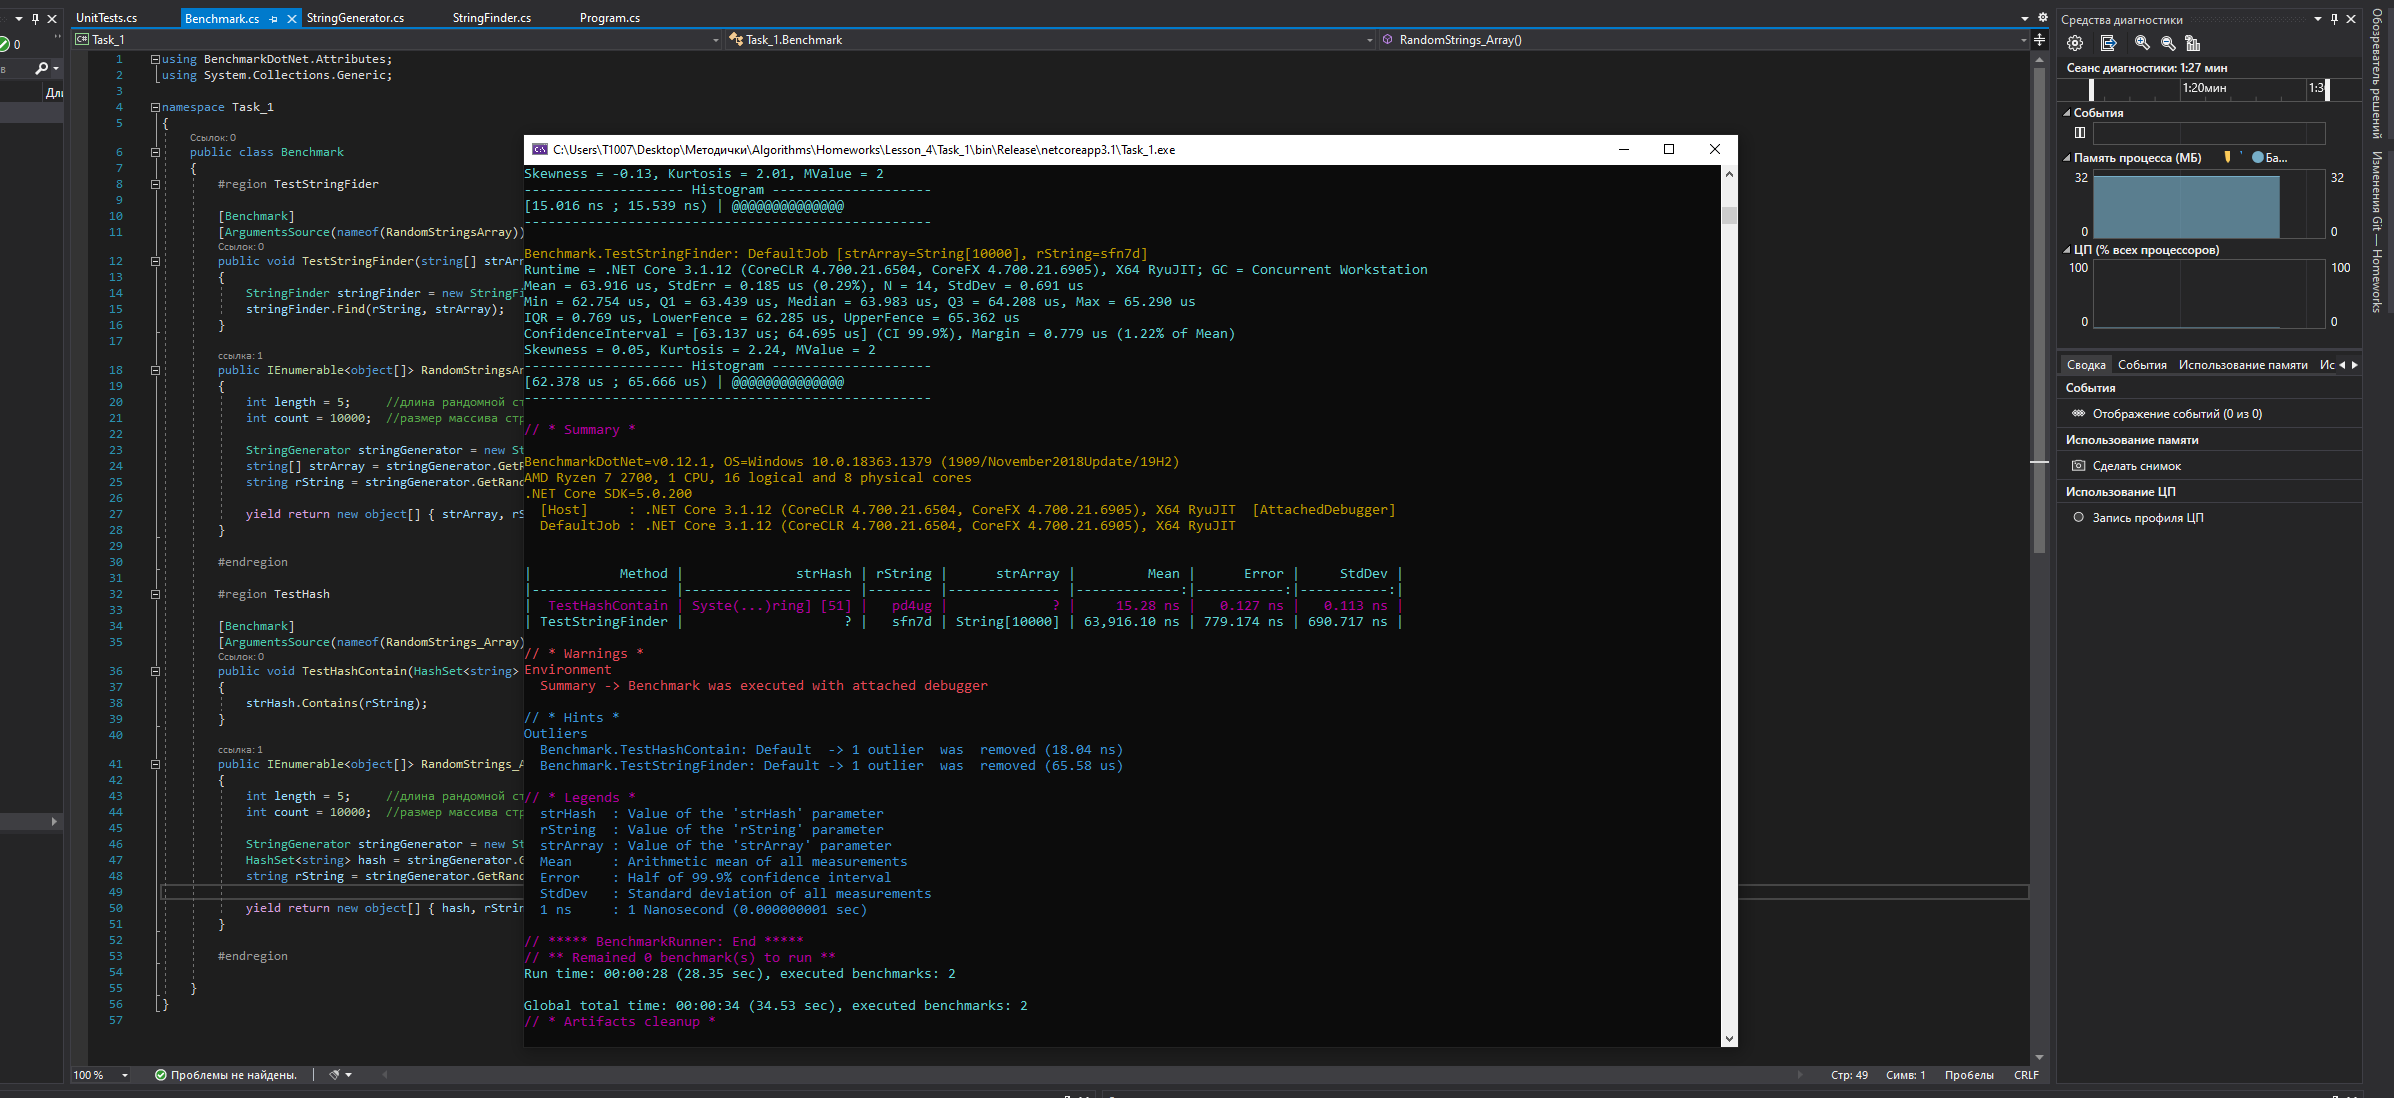 UnitTests.cs
Benchmark.cs
StringGenerator.cs
StringFinder.cs
Program.cs
Task_1
Task_1.Benchmark
RandomStrings_Array()
0
в
Дли
1 using BenchmarkDotNet.Attributes;
2 using System.Collections.Generic;
3
4 namespace Task_1
5 {
Ссылок: 0
6 public class Benchmark
7 {
8 #region TestStringFider
9
10 [Benchmark]
11 [ArgumentsSource(nameof(RandomStringsArray))
Ссылок: 0
12 public void TestStringFinder(string[] strArr
13 {
14 StringFinder stringFinder = new StringFi
15 stringFinder.Find(rString, strArray);
16 }
17
ссылка: 1
18 public IEnumerable<object[]> RandomStringsAr
19 {
20 int length = 5; //длина рандомной ст
21 int count = 10000; //размер массива стр
22
23 StringGenerator stringGenerator = new St
24 string[] strArray = stringGenerator.GetR
25 string rString = stringGenerator.GetRand
26
27 yield return new object[] { strArray, rS
28 }
29
30 #endregion
31
32 #region TestHash
33
34 [Benchmark]
35 [ArgumentsSource(nameof(RandomStrings_Array)
Ссылок: 0
36 public void TestHashContain(HashSet<string>
37 {
38 strHash.Contains(rString);
39 }
40
ссылка: 1
41 public IEnumerable<object[]> RandomStrings_A
42 {
43 int length = 5; //длина рандомной ст
44 int count = 10000; //размер массива стр
45
46 StringGenerator stringGenerator = new St
47 HashSet<string> hash = stringGenerator.G
48 string rString = stringGenerator.GetRand
49
50 yield return new object[] { hash, rStrin
51 }
52
53 #endregion
54
55 }
56 }
57
C:\Users\T1007\Desktop\Методички\Algorithms\Homeworks\Lesson_4\Task_1\bin\Release\netcoreapp3.1\Task_1.exe
Skewness = -0.13, Kurtosis = 2.01, MValue = 2
-------------------- Histogram --------------------
[15.016 ns ; 15.539 ns) | @@@@@@@@@@@@@@
---------------------------------------------------
Benchmark.TestStringFinder: DefaultJob [strArray=String[10000], rString=sfn7d]
Runtime = .NET Core 3.1.12 (CoreCLR 4.700.21.6504, CoreFX 4.700.21.6905), X64 RyuJIT; GC = Concurrent Workstation
Mean = 63.916 us, StdErr = 0.185 us (0.29%), N = 14, StdDev = 0.691 us
Min = 62.754 us, Q1 = 63.439 us, Median = 63.983 us, Q3 = 64.208 us, Max = 65.290 us
IQR = 0.769 us, LowerFence = 62.285 us, UpperFence = 65.362 us
ConfidenceInterval = [63.137 us; 64.695 us] (CI 99.9%), Margin = 0.779 us (1.22% of Mean)
Skewness = 0.05, Kurtosis = 2.24, MValue = 2
-------------------- Histogram --------------------
[62.378 us ; 65.666 us) | @@@@@@@@@@@@@@
---------------------------------------------------
// * Summary *
BenchmarkDotNet=v0.12.1, OS=Windows 10.0.18363.1379 (1909/November2018Update/19H2)
AMD Ryzen 7 2700, 1 CPU, 16 logical and 8 physical cores
.NET Core SDK=5.0.200
[Host] : .NET Core 3.1.12 (CoreCLR 4.700.21.6504, CoreFX 4.700.21.6905), X64 RyuJIT [AttachedDebugger]
DefaultJob : .NET Core 3.1.12 (CoreCLR 4.700.21.6504, CoreFX 4.700.21.6905), X64 RyuJIT
| Method | strHash | rString | strArray | Mean | Error | StdDev |
|----------------- |--------------------- |-------- |-------------- |-------------:|-----------:|-----------:|
| TestHashContain | Syste(...)ring] [51] | pd4ug | ? | 15.28 ns | 0.127 ns | 0.113 ns |
| TestStringFinder | ? | sfn7d | String[10000] | 63,916.10 ns | 779.174 ns | 690.717 ns |
// * Warnings *
Environment
Summary -> Benchmark was executed with attached debugger
// * Hints *
Outliers
Benchmark.TestHashContain: Default -> 1 outlier was removed (18.04 ns)
Benchmark.TestStringFinder: Default -> 1 outlier was removed (65.58 us)
// * Legends *
strHash : Value of the 'strHash' parameter
rString : Value of the 'rString' parameter
strArray : Value of the 'strArray' parameter
Mean : Arithmetic mean of all measurements
Error : Half of 99.9% confidence interval
StdDev : Standard deviation of all measurements
1 ns : 1 Nanosecond (0.000000001 sec)
// ***** BenchmarkRunner: End *****
// ** Remained 0 benchmark(s) to run **
Run time: 00:00:28 (28.35 sec), executed benchmarks: 2
Global total time: 00:00:34 (34.53 sec), executed benchmarks: 2
// * Artifacts cleanup *
100 %
Проблемы не найдены.
Стр: 49 Симв: 1 Пробелы CRLF
Средства диагностики
Сеанс диагностики: 1:27 мин
1:20мин 1:3
События
Память процесса (МБ) Ба...
32 32
0 0
ЦП (% всех процессоров)
100 100
0 0
Сводка События Использование памяти Ис
События
Отображение событий (0 из 0)
Использование памяти
Сделать снимок
Использование ЦП
Запись профиля ЦП
Обозреватель решений
Изменения Git — Homeworks